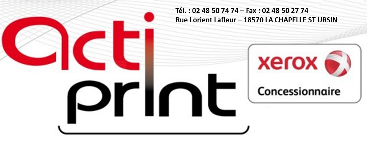 Tél. : 02 48 50 74 74 – Fax : 02 48 50 27 74
Rue Lorient Lafleur – 18570 LA CHAPELLE ST URSIN
acti
print
xerox
Concessionnaire